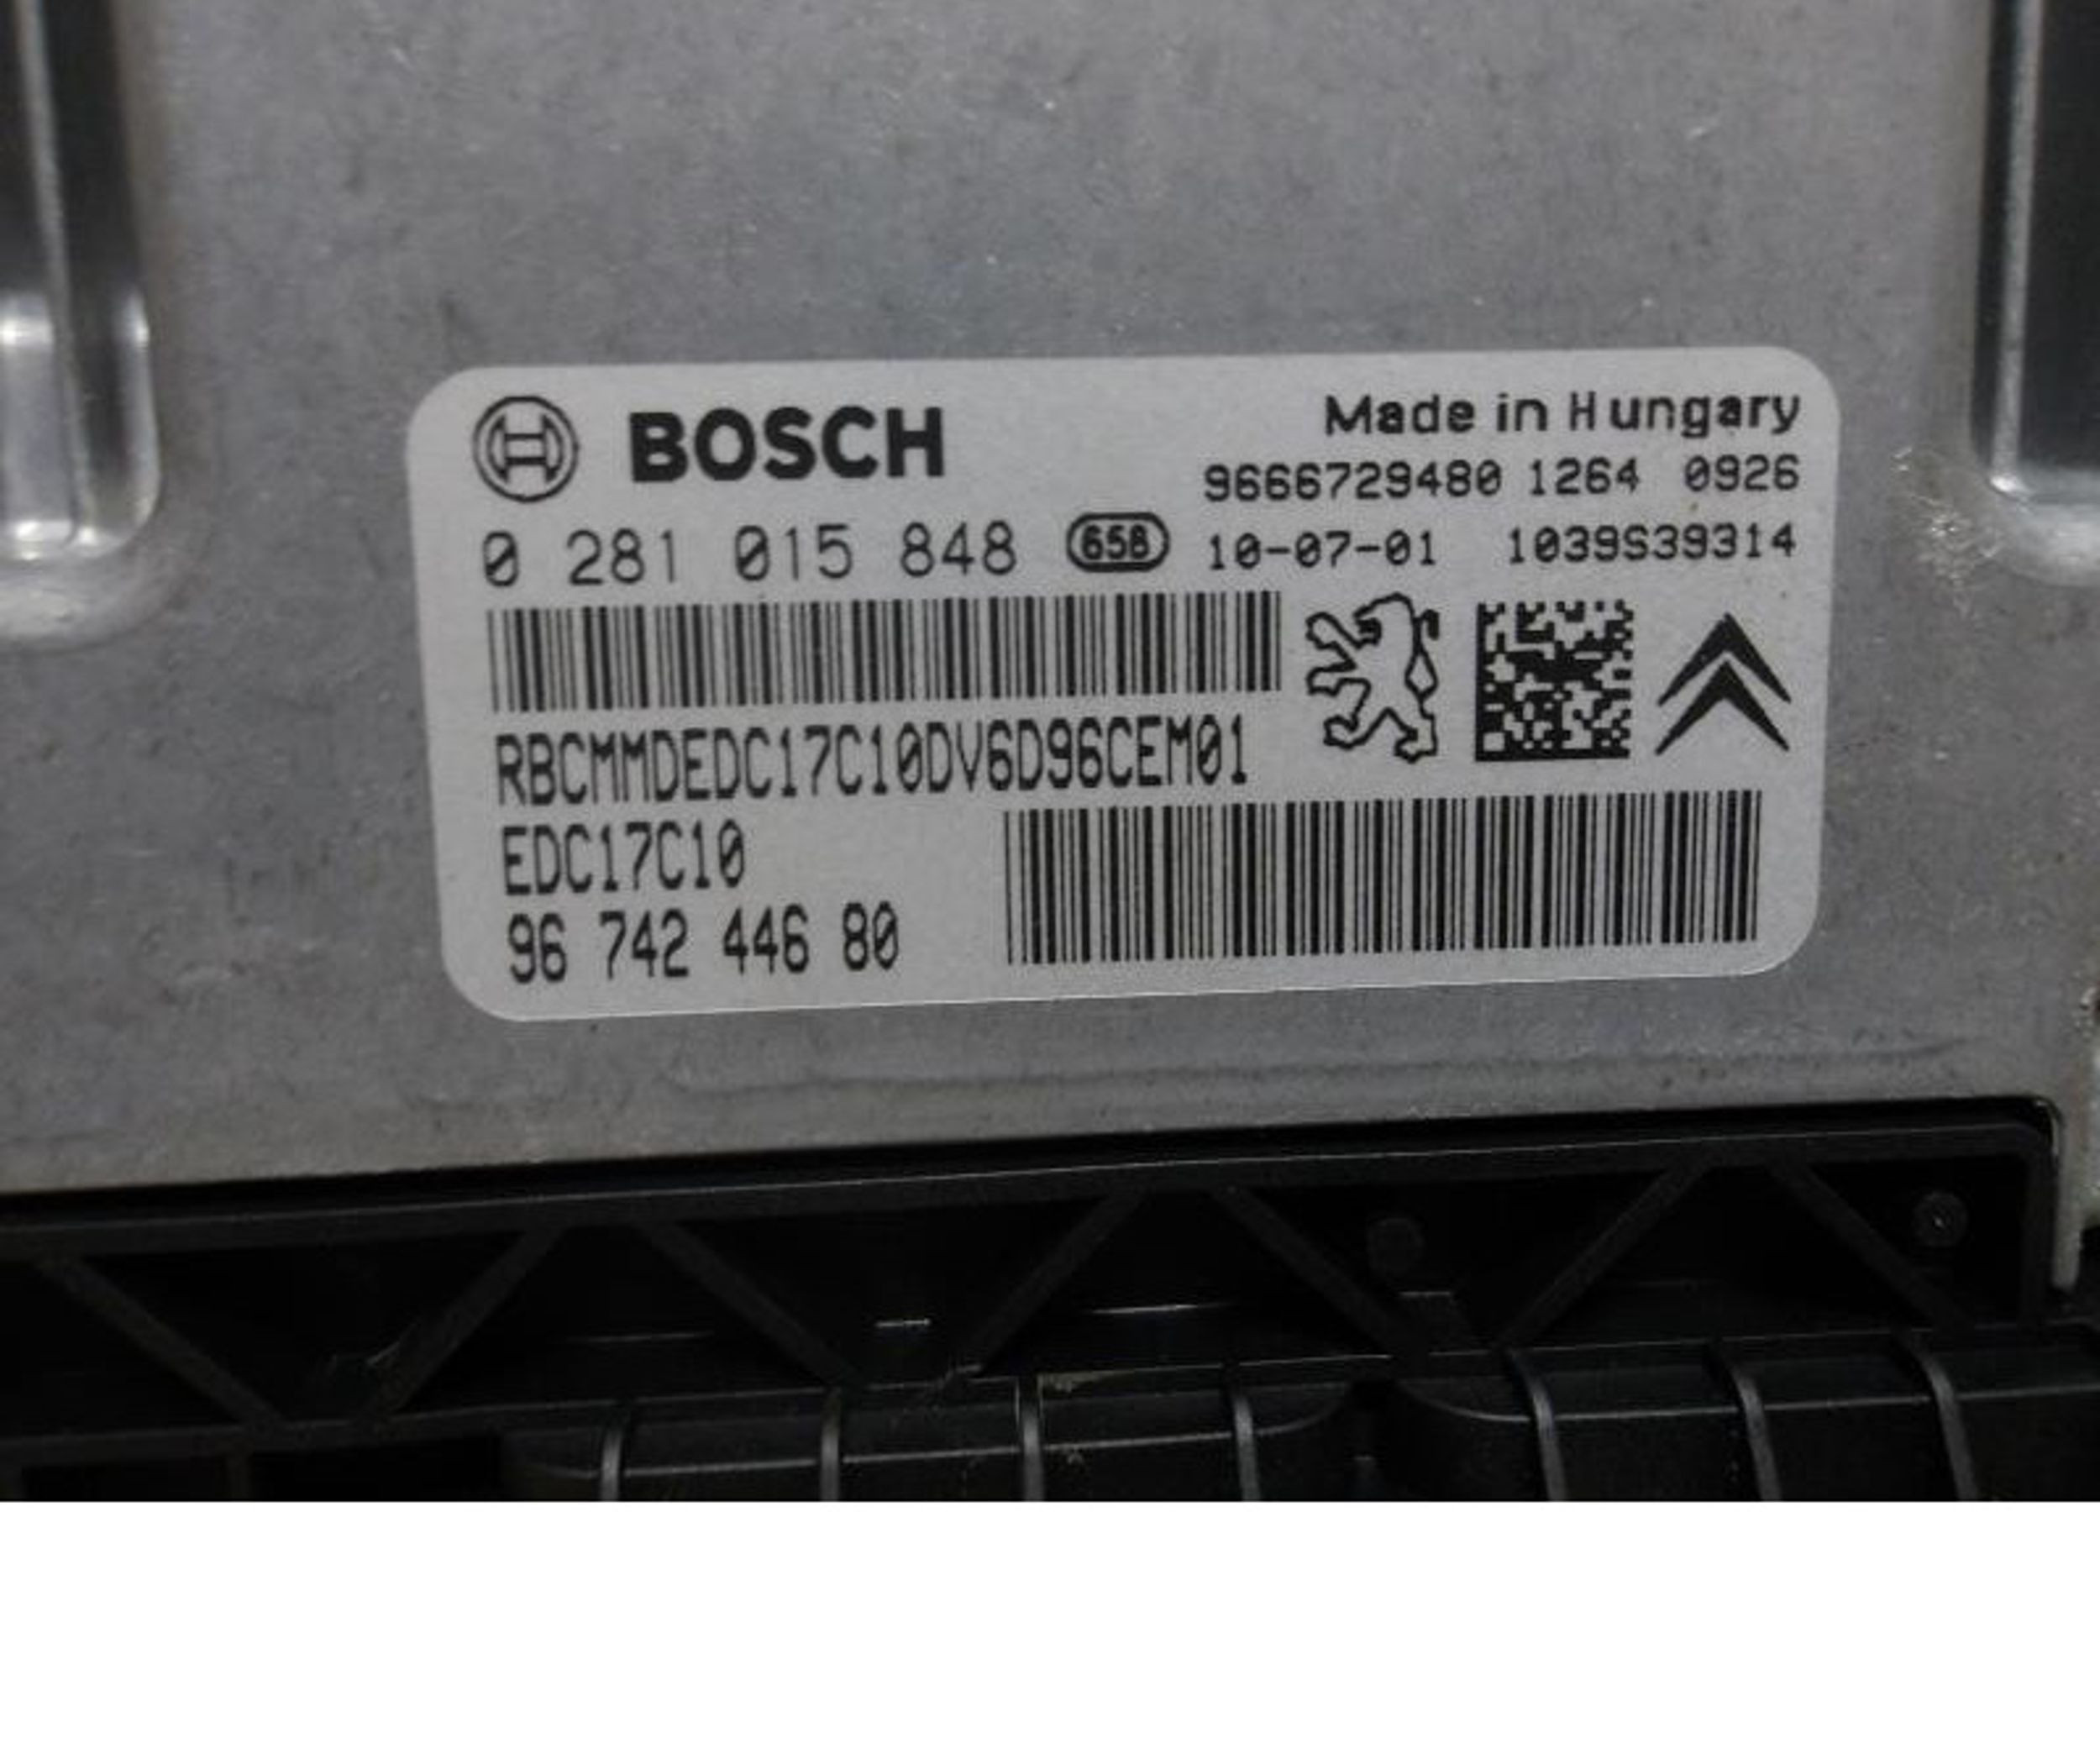 BOSCH
Made in Hungary
9666729480 1264 0926
0 281 015 848 658 10-07-01 1039S39314
RBCMMDEDC17C10DV6D96CEM01
EDC17C10
96 742 446 80